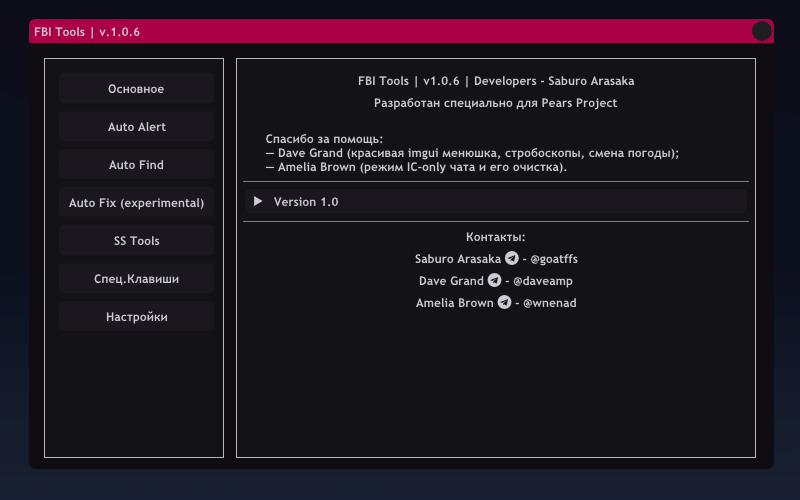 FBI Tools | v.1.0.6
Основное
Auto Alert
Auto Find
Auto Fix (experimental)
SS Tools
Спец.Клавиши
Настройки
FBI Tools | v1.0.6 | Developers - Saburo Arasaka
Разработан специально для Pears Project
Спасибо за помощь:
— Dave Grand (красивая imgui менюшка, стробоскопы, смена погоды);
— Amelia Brown (режим IC-only чата и его очистка).
Version 1.0
Контакты:
Saburo Arasaka - @goatffs
Dave Grand - @daveamp
Amelia Brown - @wnenad